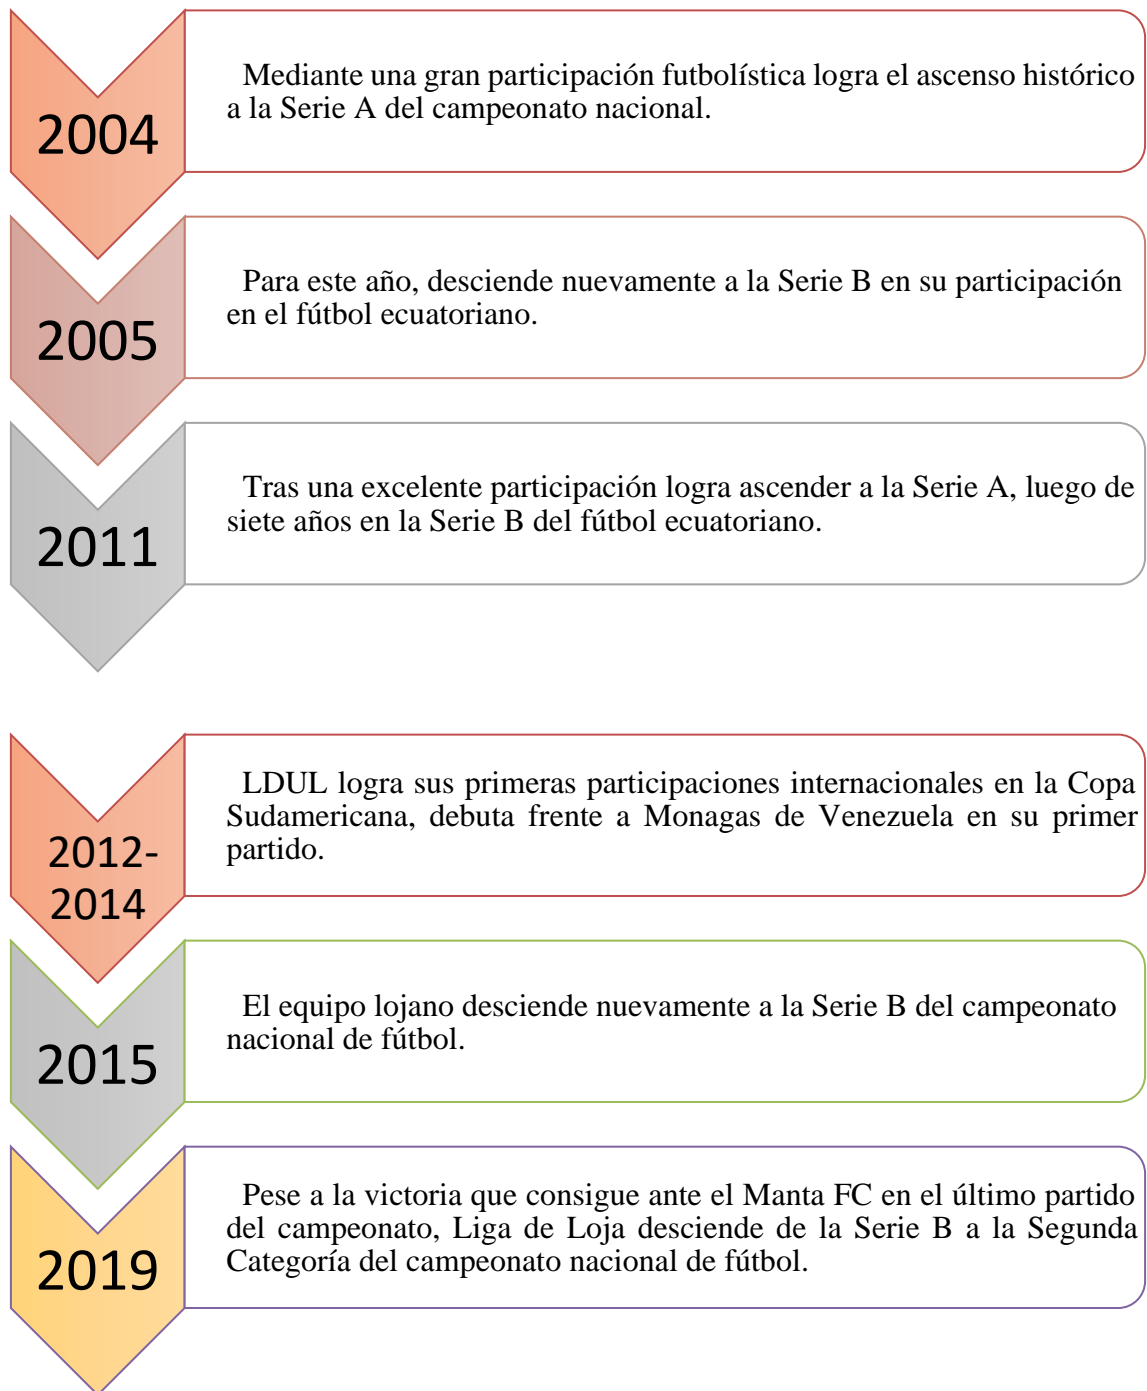 2004
Mediante una gran participación futbolística logra el ascenso histórico
a la Serie A del campeonato nacional.
2005
Para este año, desciende nuevamente a la Serie B en su participación
en el fútbol ecuatoriano.
2011
Tras una excelente participación logra ascender a la Serie A, luego de
siete años en la Serie B del fútbol ecuatoriano.
2012-
2014
LDUL logra sus primeras participaciones internacionales en la Copa
Sudamericana, debuta frente a Monagas de Venezuela en su primer
partido.
2015
El equipo lojano desciende nuevamente a la Serie B del campeonato
nacional de fútbol.
2019
Pese a la victoria que consigue ante el Manta FC en el último partido
del campeonato, Liga de Loja desciende de la Serie B a la Segunda
Categoría del campeonato nacional de fútbol.